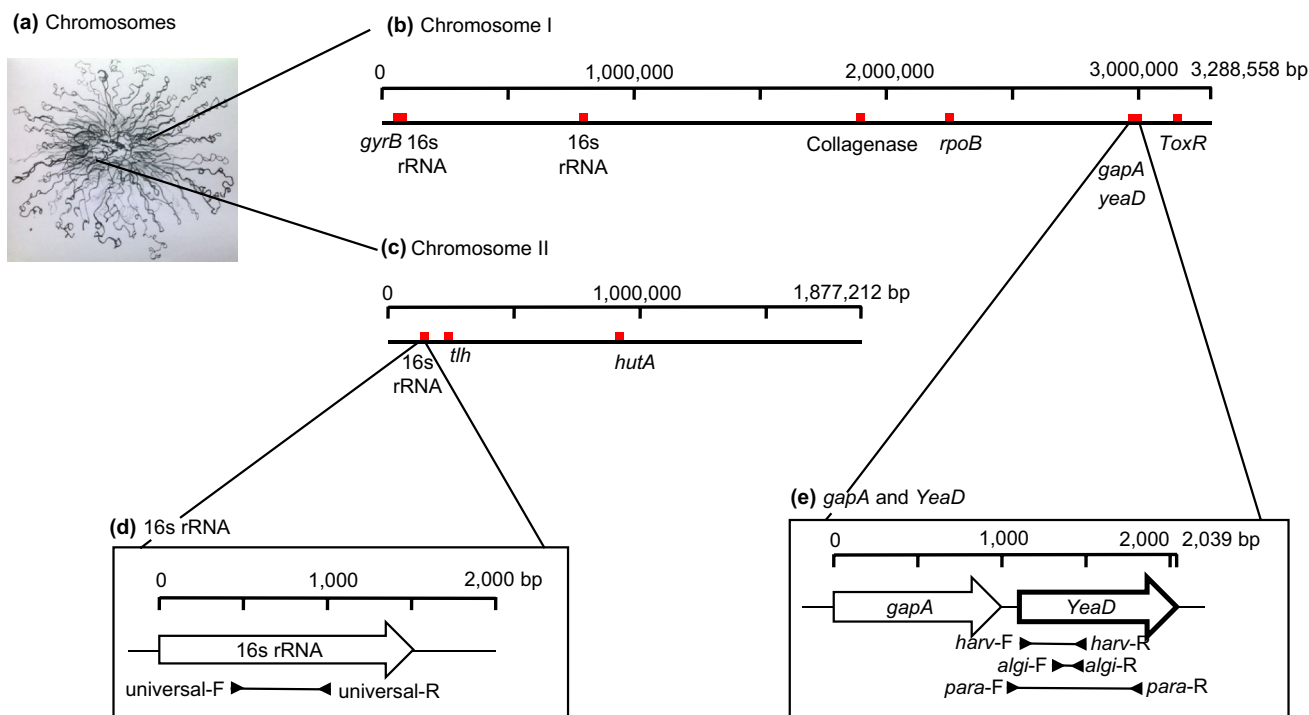 (a) Chromosomes
(b) Chromosome I
0 1,000,000 2,000,000 3,000,000 3,288,558 bp
gyrB 16s rRNA
16s rRNA
Collagenase
rpoB
gapA
yeaD
ToxR
(c) Chromosome II
0 1,000,000 1,877,212 bp
16s rRNA
tlh
hutA
(d) 16s rRNA
0 1,000 2,000 bp
16s rRNA
universal-F universal-R
(e) gapA and YeaD
0 1,000 2,000 2,039 bp
gapA YeaD
harv-F harv-R
algi-F algi-R
para-F para-R